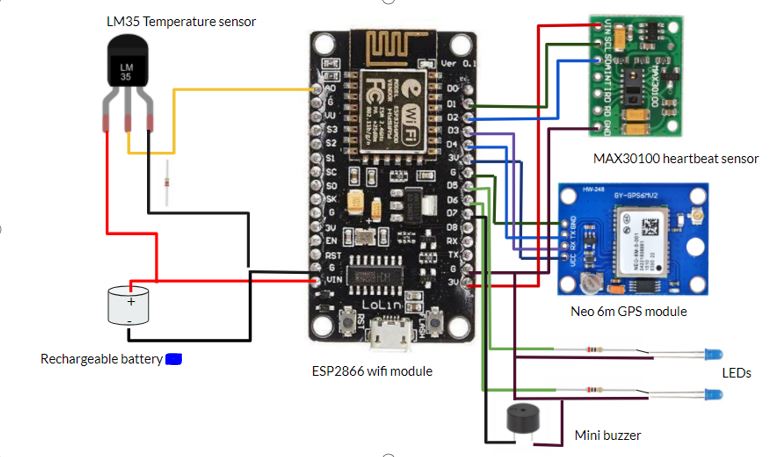 LM35 Temperature sensor
LM
35
Ver 0.1
WiFi
FC
A0
G
VU
S3
S2
S1
SC
SO
SK
G
3V
EN
RST
G
VIN
D0
D1
D2
D3
D4
3V
G
D5
D6
D7
D8
RX
TX
G
3V
LoLin
RST
FLASH
VIN
SCL
SDA
INT
IRD
RD
GND
MAX30100
MAX30100 heartbeat sensor
HW-248
GY-GPS6MV2
VCC RX TX GND
Neo 6m GPS module
+
-
Rechargeable battery
ESP2866 wifi module
LEDs
Mini buzzer